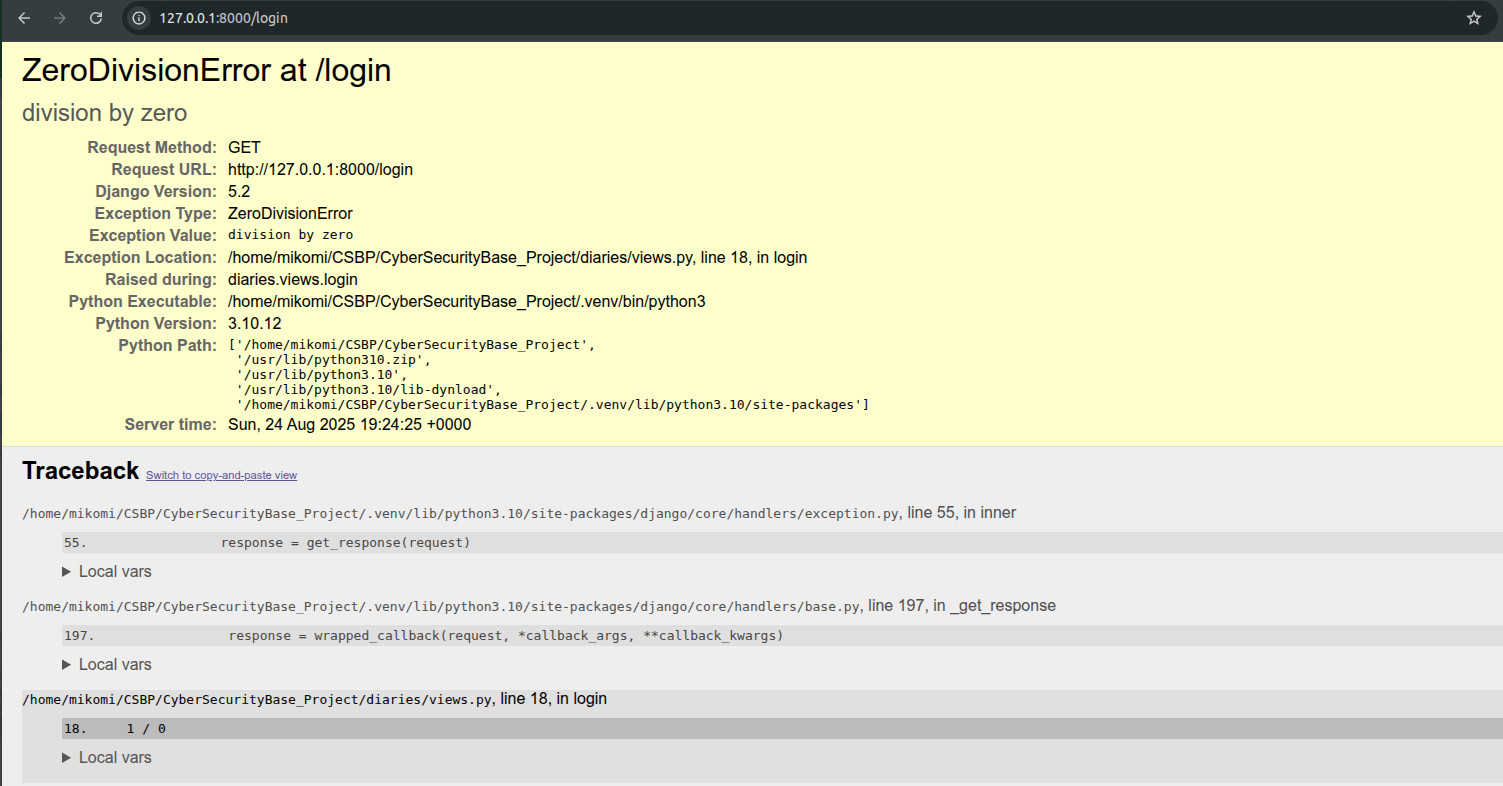 127.0.0.1:8000/login
ZeroDivisionError at /login
division by zero
Request Method: GET
Request URL: http://127.0.0.1:8000/login
Django Version: 5.2
Exception Type: ZeroDivisionError
Exception Value: division by zero
Exception Location: /home/mikomi/CSBP/CyberSecurityBase_Project/diaries/views.py, line 18, in login
Raised during: diaries.views.login
Python Executable: /home/mikomi/CSBP/CyberSecurityBase_Project/.venv/bin/python3
Python Version: 3.10.12
Python Path: ['/home/mikomi/CSBP/CyberSecurityBase_Project',
'/usr/lib/python310.zip',
'/usr/lib/python3.10',
'/usr/lib/python3.10/lib-dynload',
'/home/mikomi/CSBP/CyberSecurityBase_Project/.venv/lib/python3.10/site-packages']
Server time: Sun, 24 Aug 2025 19:24:25 +0000
Traceback Switch to copy-and-paste view
/home/mikomi/CSBP/CyberSecurityBase_Project/.venv/lib/python3.10/site-packages/django/core/handlers/exception.py, line 55, in inner
55. response = get_response(request)
Local vars
/home/mikomi/CSBP/CyberSecurityBase_Project/.venv/lib/python3.10/site-packages/django/core/handlers/base.py, line 197, in _get_response
197. response = wrapped_callback(request, *callback_args, **callback_kwargs)
Local vars
/home/mikomi/CSBP/CyberSecurityBase_Project/diaries/views.py, line 18, in login
18. 1 / 0
Local vars